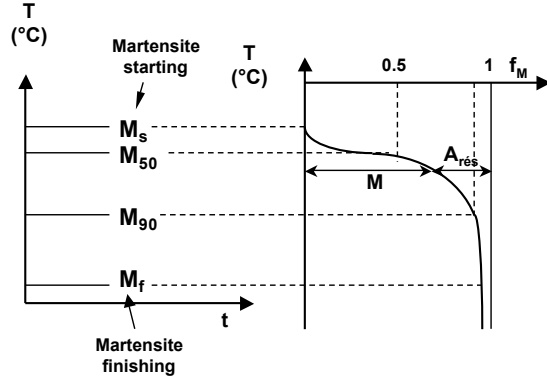 T
(°C)
Martensite
starting
Ms
M50
M90
Mf
t
Martensite
finishing
T
(°C)
0.5
1
fM
M
Arés